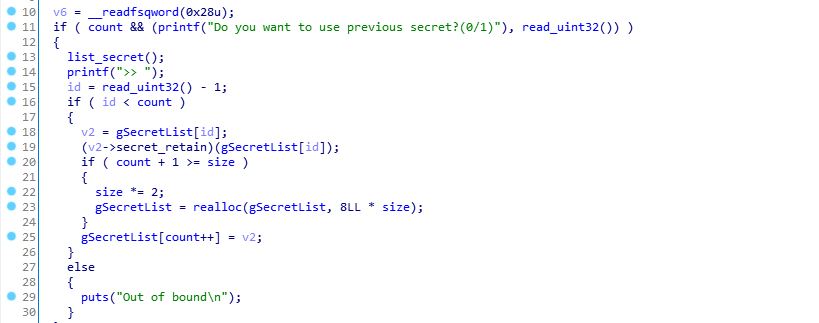 10 v6 = __readfsqword(0x28u);
11 if ( count && (printf("Do you want to use previous secret?(0/1)"), read_uint32()) )
12 {
13 list_secret();
14 printf(">> ");
15 id = read_uint32() - 1;
16 if ( id < count )
17 {
18 v2 = gSecretList[id];
19 (v2->secret_retain)(gSecretList[id]);
20 if ( count + 1 >= size )
21 {
22 size *= 2;
23 gSecretList = realloc(gSecretList, 8LL * size);
24 }
25 gSecretList[count++] = v2;
26 }
27 else
28 {
29 puts("Out of bound\n");
30 }